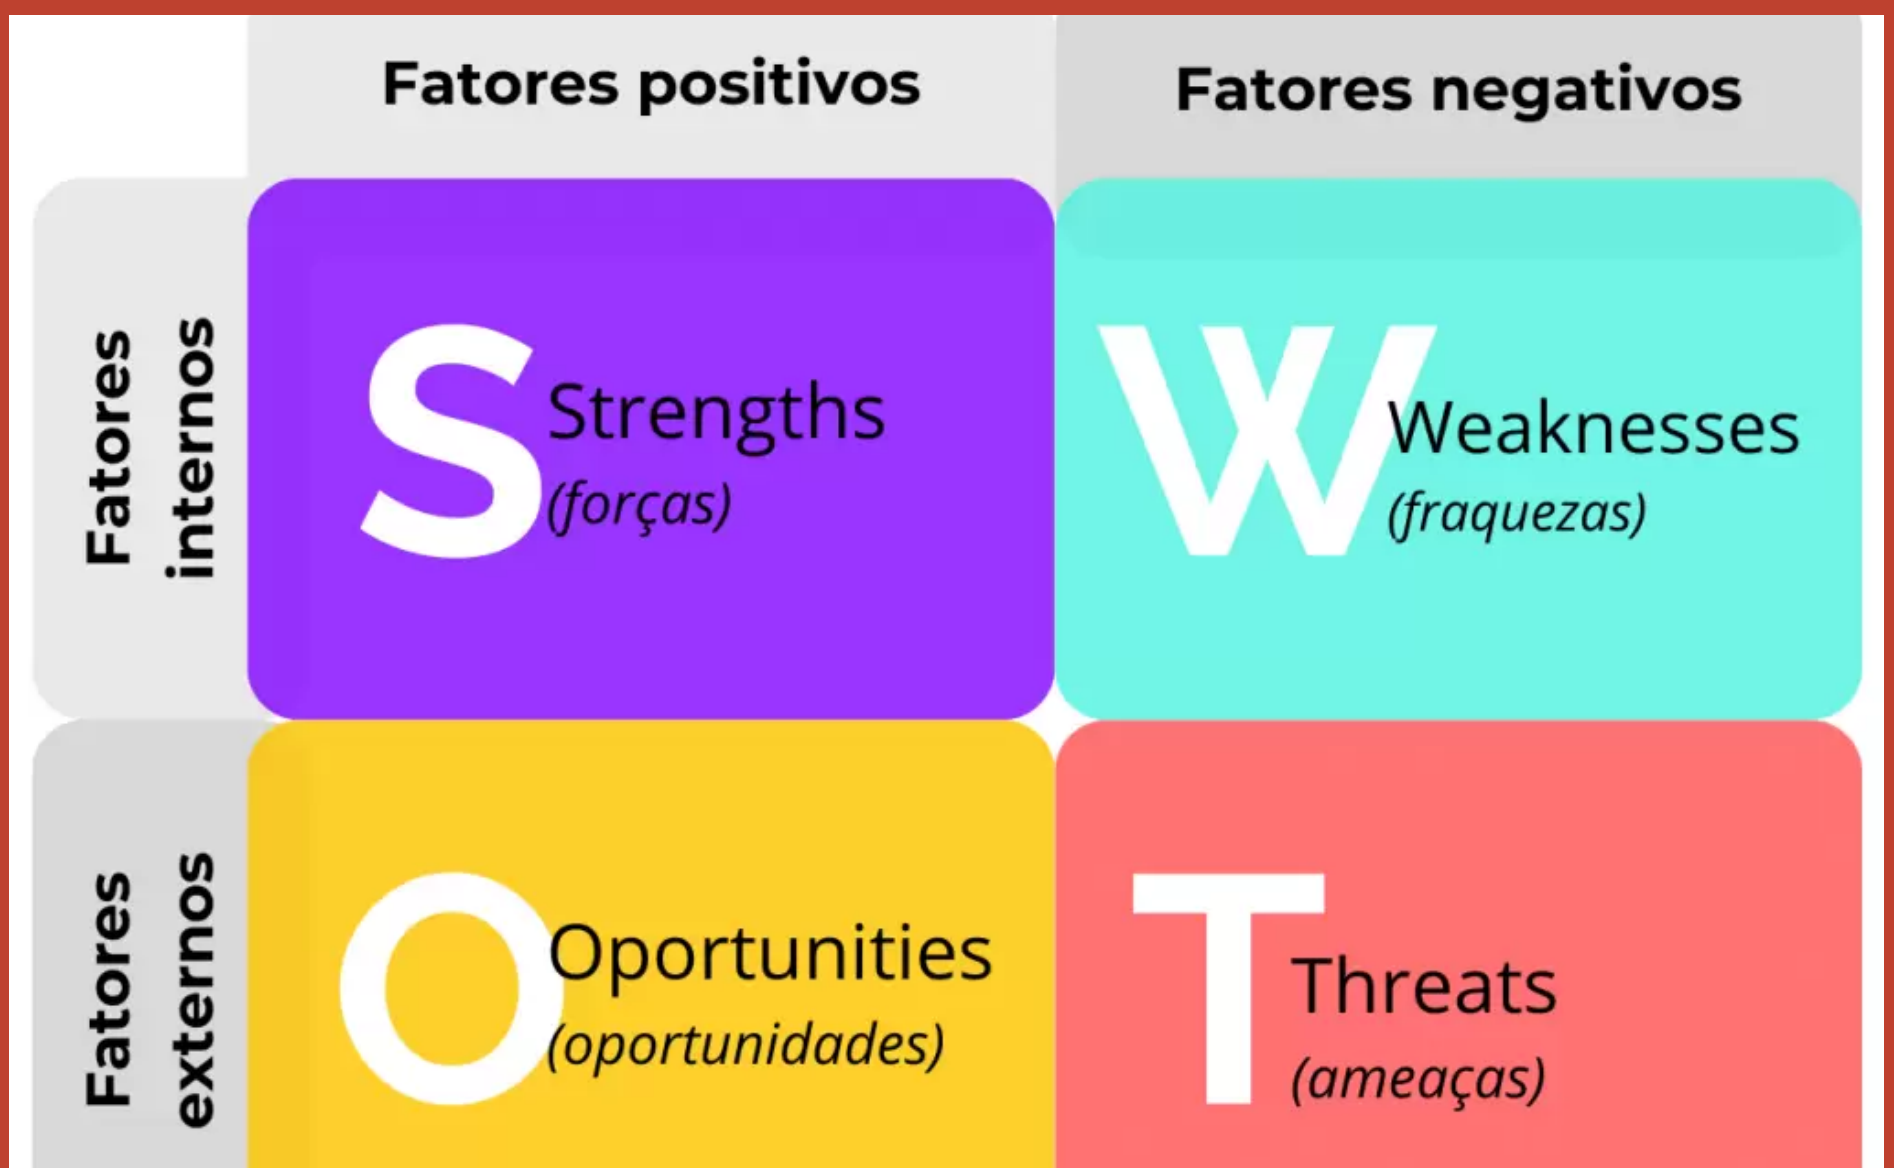 Fatores positivos
Fatores negativos
Fatores
internos
S
Strengths
(forças)
W
Weaknesses
(fraquezas)
Fatores
externos
O
Oportunities
(oportunidades)
T
Threats
(ameaças)